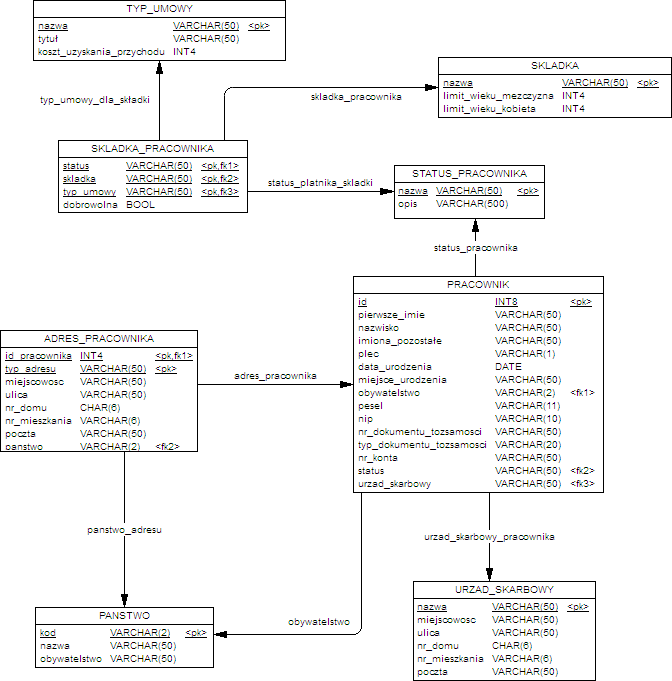 TYP_UMOWY
nazwa VARCHAR(50) <pk>
tytuł VARCHAR(50)
koszt_uzyskania_przychodu INT4
SKLADKA
nazwa VARCHAR(50) <pk>
limit_wieku_mezczyzna INT4
limit_wieku_kobieta INT4
typ_umowy_dla_składki
skladka_pracownika
SKLADKA_PRACOWNIKA
status VARCHAR(50) <pk,fk1>
skladka VARCHAR(50) <pk,fk2>
typ_umowy VARCHAR(50) <pk,fk3>
dobrowolna BOOL
status_platnika_skladki
STATUS_PRACOWNIKA
nazwa VARCHAR(50) <pk>
opis VARCHAR(500)
status_pracownika
PRACOWNIK
id INT8 <pk>
pierwsze_imie VARCHAR(50)
nazwisko VARCHAR(50)
imiona_pozostałe VARCHAR(50)
plec VARCHAR(1)
data_urodzenia DATE
miejsce_urodzenia VARCHAR(50)
obywatelstwo VARCHAR(2) <fk1>
pesel VARCHAR(11)
nip VARCHAR(10)
nr_dokumentu_tozsamosci VARCHAR(50)
typ_dokumentu_tozsamosci VARCHAR(20)
nr_konta VARCHAR(50)
status VARCHAR(50) <fk2>
urzad_skarbowy VARCHAR(50) <fk3>
ADRES_PRACOWNIKA
id_pracownika INT4 <pk,fk1>
typ_adresu VARCHAR(50) <pk>
miejscowosc VARCHAR(50)
ulica VARCHAR(50)
nr_domu CHAR(6)
nr_mieszkania VARCHAR(6)
poczta VARCHAR(50)
panstwo VARCHAR(2) <fk2>
adres_pracownika
panstwo_adresu
urzad_skarbowy_pracownika
obywatelstwo
PANSTWO
kod VARCHAR(2) <pk>
nazwa VARCHAR(50)
obywatelstwo VARCHAR(50)
URZAD_SKARBOWY
nazwa VARCHAR(50) <pk>
miejscowosc VARCHAR(50)
ulica VARCHAR(50)
nr_domu CHAR(6)
nr_mieszkania VARCHAR(6)
poczta VARCHAR(50)